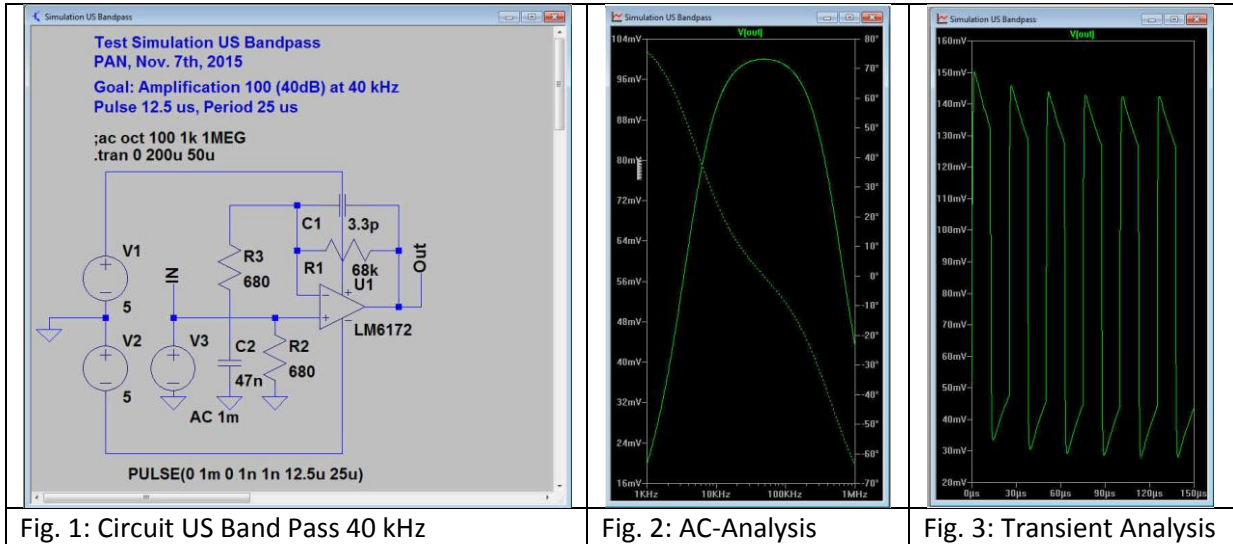 Simulation US Bandpass
Test Simulation US Bandpass
PAN, Nov. 7th, 2015
Goal: Amplification 100 (40dB) at 40 kHz
Pulse 12.5 us, Period 25 us
;ac oct 100 1k 1MEG
.tran 0 200u 50u
C1
3.3p
R3
680
R1
68k
U1
Out
V1
5
IN
LM6172
V2
5
V3
C2
47n
R2
680
AC 1m
PULSE(0 1m 0 1n 1n 12.5u 25u)
Simulation US Bandpass
V(out)
104mV
96mV
88mV
80mV
72mV
64mV
56mV
48mV
40mV
32mV
24mV
16mV
80°
70°
60°
50°
40°
30°
20°
10°
0°
-10°
-20°
-30°
-40°
-50°
-60°
-70°
1KHz
10KHz
100KHz
1MHz
Simulation US Bandpass
V(out)
160mV
150mV
140mV
130mV
120mV
110mV
100mV
90mV
80mV
70mV
60mV
50mV
40mV
30mV
20mV
0µs
30µs
60µs
90µs
120µs
150µs
Fig. 1: Circuit US Band Pass 40 kHz
Fig. 2: AC-Analysis
Fig. 3: Transient Analysis